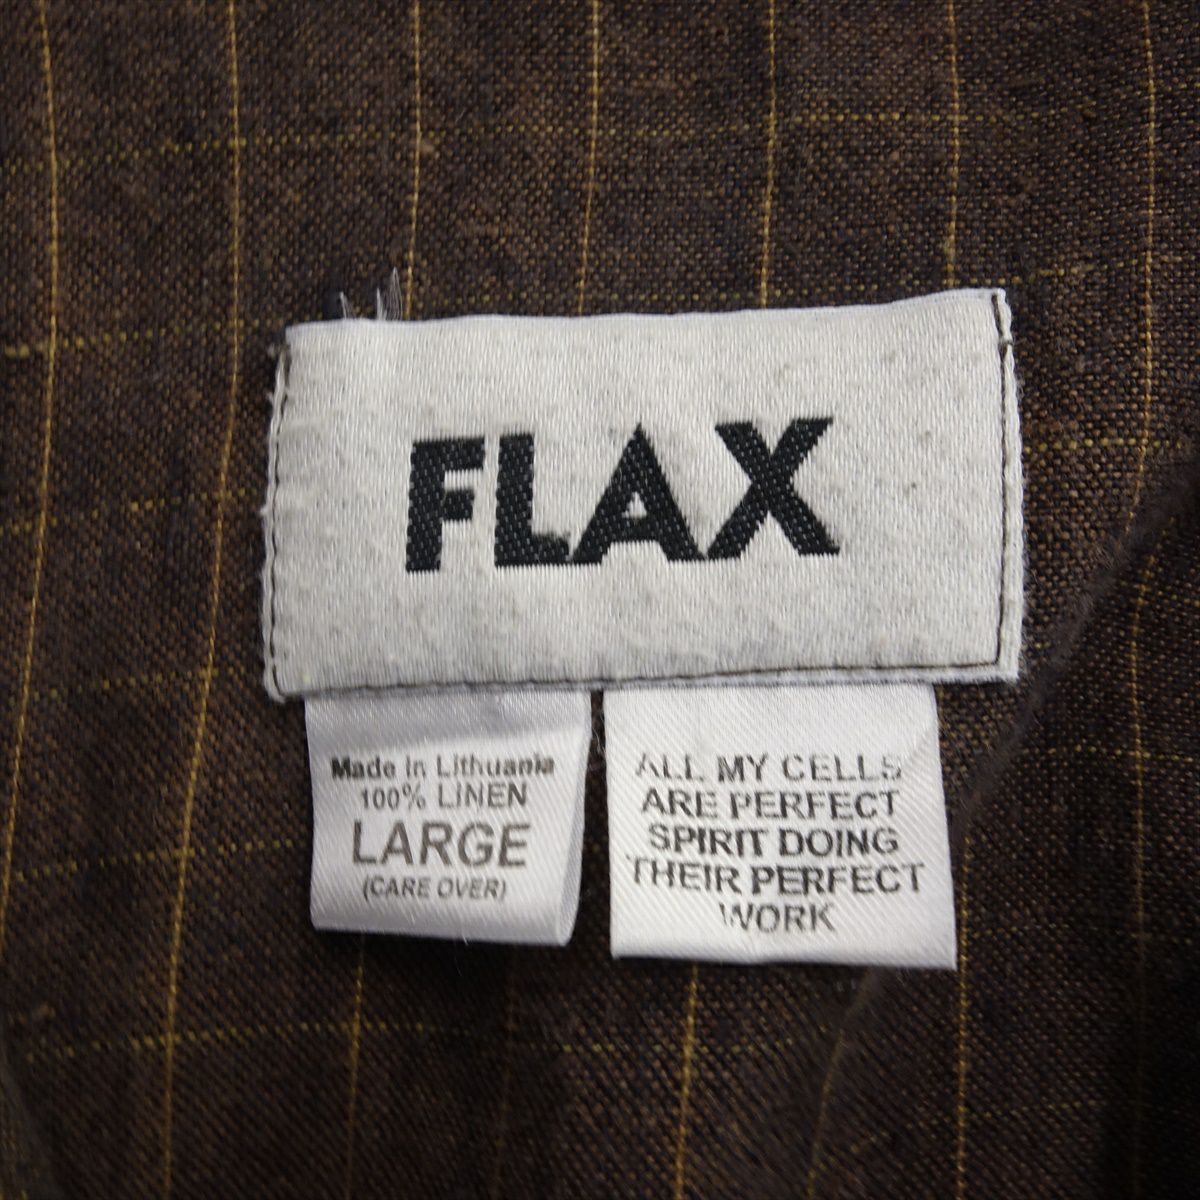 FLAX
Made in Lithuania
100% LINEN
LARGE
(CARE OVER)
ALL MY CELLS
ARE PERFECT
SPIRIT DOING
THEIR PERFECT
WORK